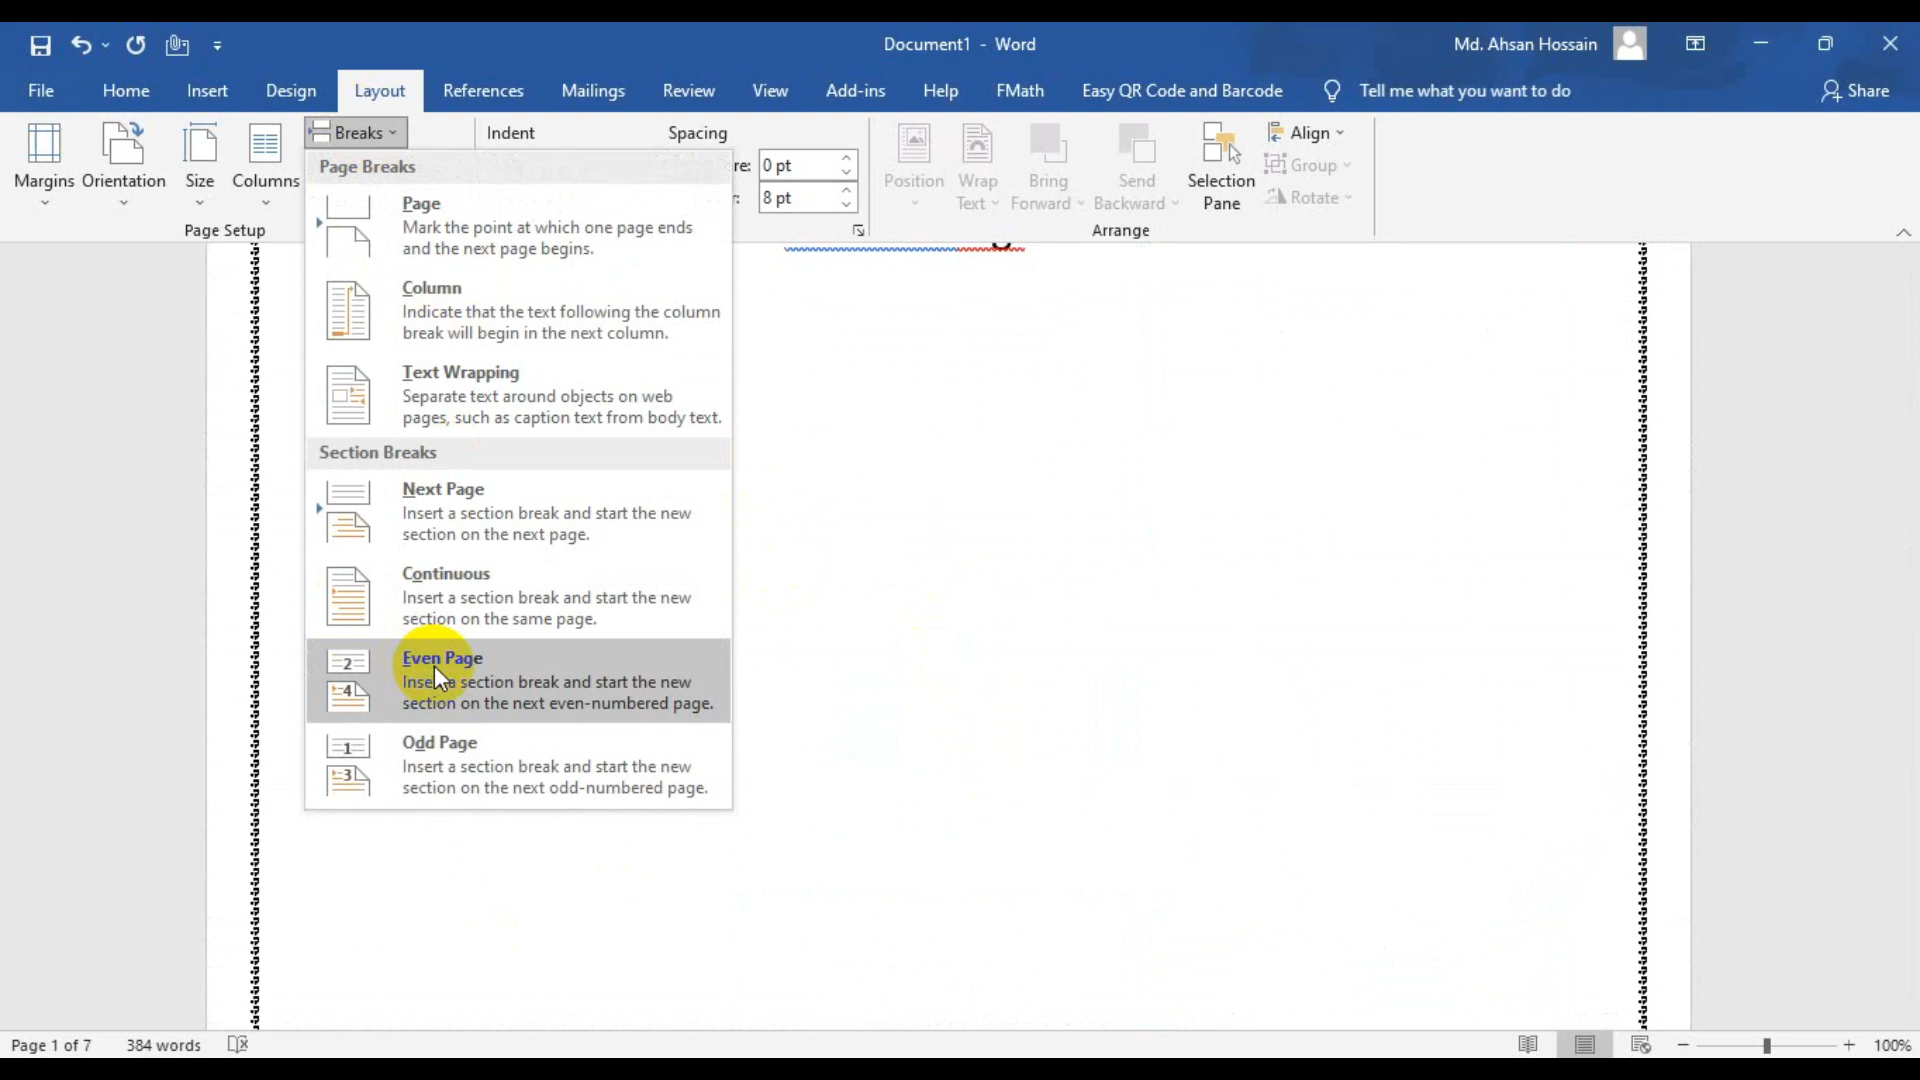 Document1 - Word
Md. Ahsan Hossain
File Home Insert Design Layout References Mailings Review View Add-ins Help FMath Easy QR Code and Barcode Tell me what you want to do Share
Margins Orientation Size Columns
Page Setup
Breaks
Page Breaks
Page
Mark the point at which one page ends
and the next page begins.
Column
Indicate that the text following the column
break will begin in the next column.
Text Wrapping
Separate text around objects on web
pages, such as caption text from body text.
Section Breaks
Next Page
Insert a section break and start the new
section on the next page.
Continuous
Insert a section break and start the new
section on the same page.
2
4
Even Page
Insert a section break and start the new
section on the next even-numbered page.
1
3
Odd Page
Insert a section break and start the new
section on the next odd-numbered page.
Indent Spacing
re: 0 pt
r: 8 pt
Position
Wrap
Text
Bring
Forward
Send
Backward
Selection
Pane
Align
Group
Rotate
Arrange
Page 1 of 7 384 words 100%